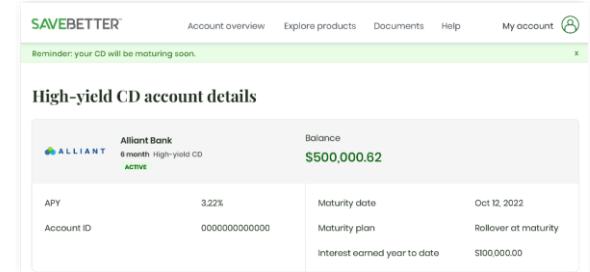 SAVEBETTER™ Account overview Explore products Documents Help My account
Reminder: your CD will be maturing soon. x
High-yield CD account details
ALLIANT
Alliant Bank
6 month High-yield CD
ACTIVE
Balance
$500,000.62
APY 3.22%
Account ID 0000000000000
Maturity date Oct 12, 2022
Maturity plan Rollover at maturity
Interest earned year to date $100,000.00